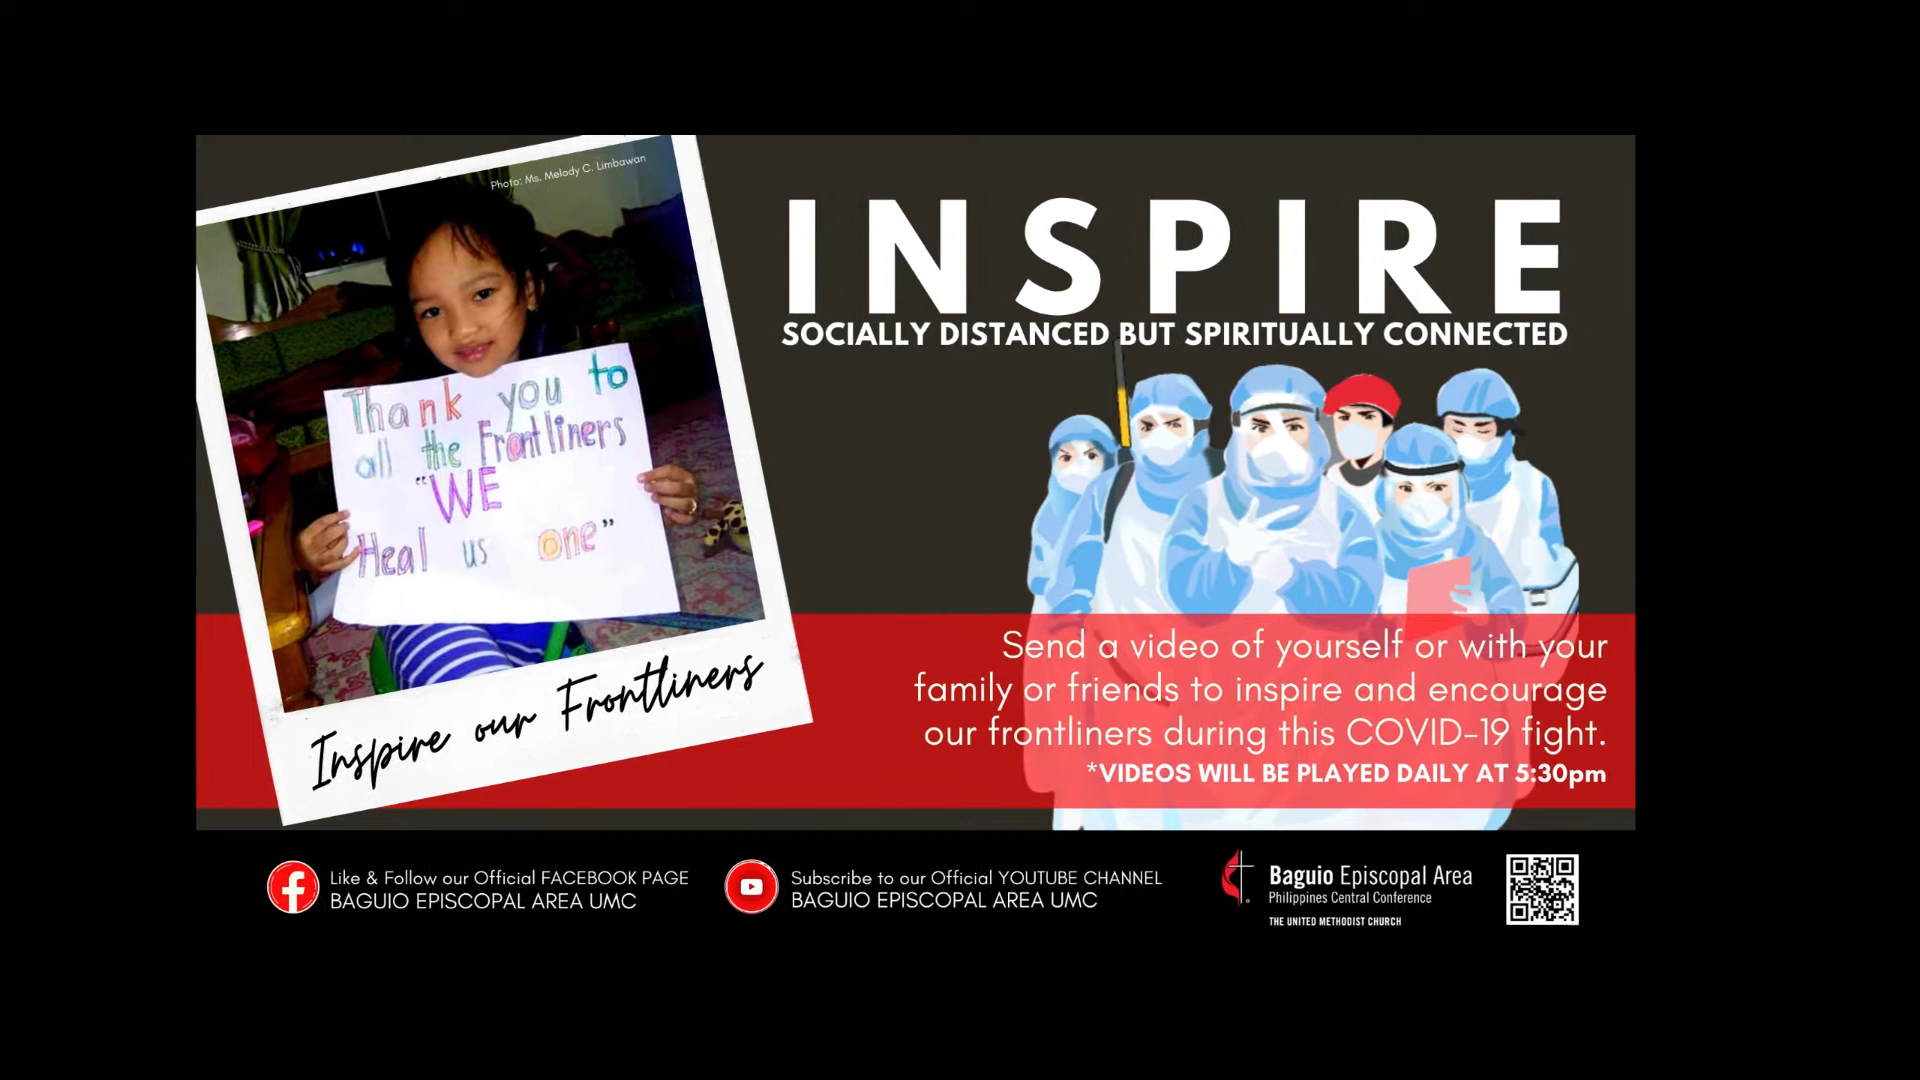 Photo: Ms. Melody C. Limbawan
Thank you to
all the Frontliners
"WE
Heal us one"
Inspire our Frontliners
INSPIRE
SOCIALLY DISTANCED BUT SPIRITUALLY CONNECTED
Send a video of yourself or with your
family or friends to inspire and encourage
our frontliners during this COVID-19 fight.
*VIDEOS WILL BE PLAYED DAILY AT 5:30pm
Like & Follow our Official FACEBOOK PAGE
BAGUIO EPISCOPAL AREA UMC
Subscribe to our Official YOUTUBE CHANNEL
BAGUIO EPISCOPAL AREA UMC
Baguio Episcopal Area
Philippines Central Conference
THE UNITED METHODIST CHURCH